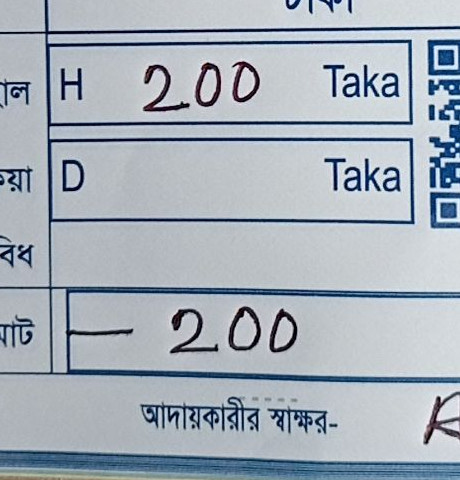 টাকা
হাল H 200 Taka
D Taka
বিধ
— 200
আদায়কারীর স্বাক্ষর-